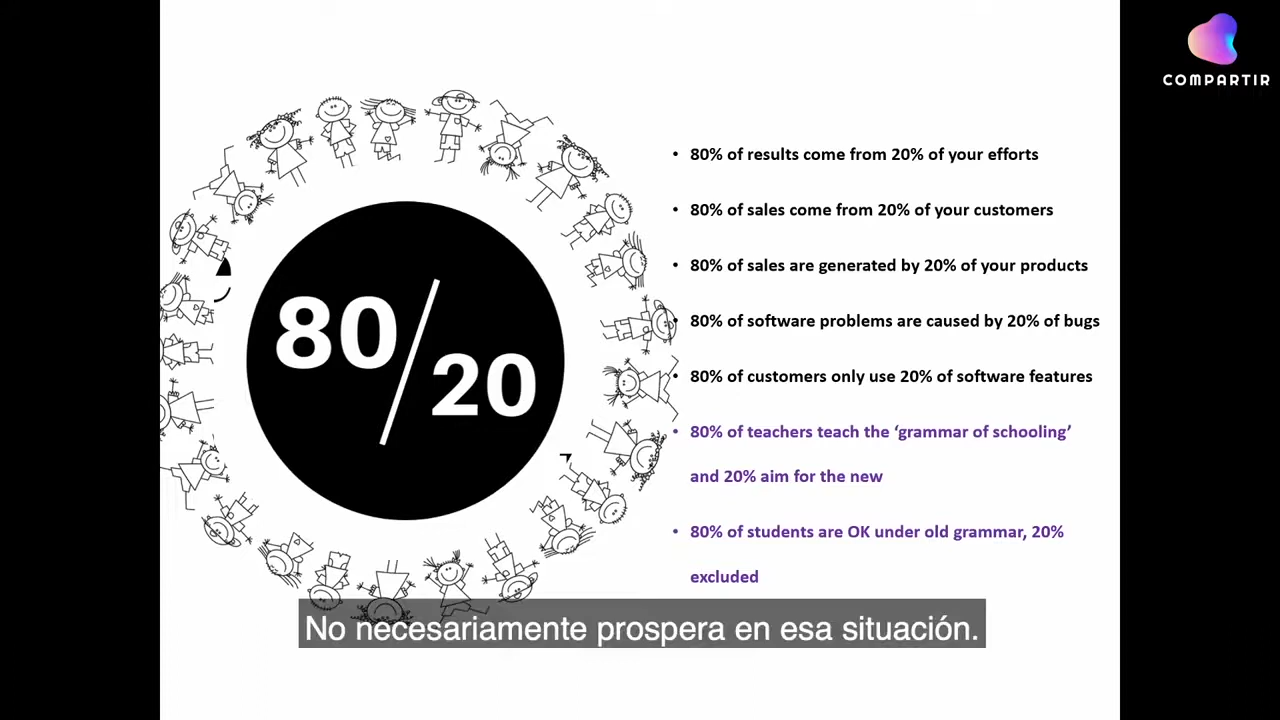 COMPARTIR
80/20
• 80% of results come from 20% of your efforts
• 80% of sales come from 20% of your customers
• 80% of sales are generated by 20% of your products
• 80% of software problems are caused by 20% of bugs
• 80% of customers only use 20% of software features
• 80% of teachers teach the ‘grammar of schooling’
and 20% aim for the new
• 80% of students are OK under old grammar, 20%
excluded
No necesariamente prospera en esa situación.